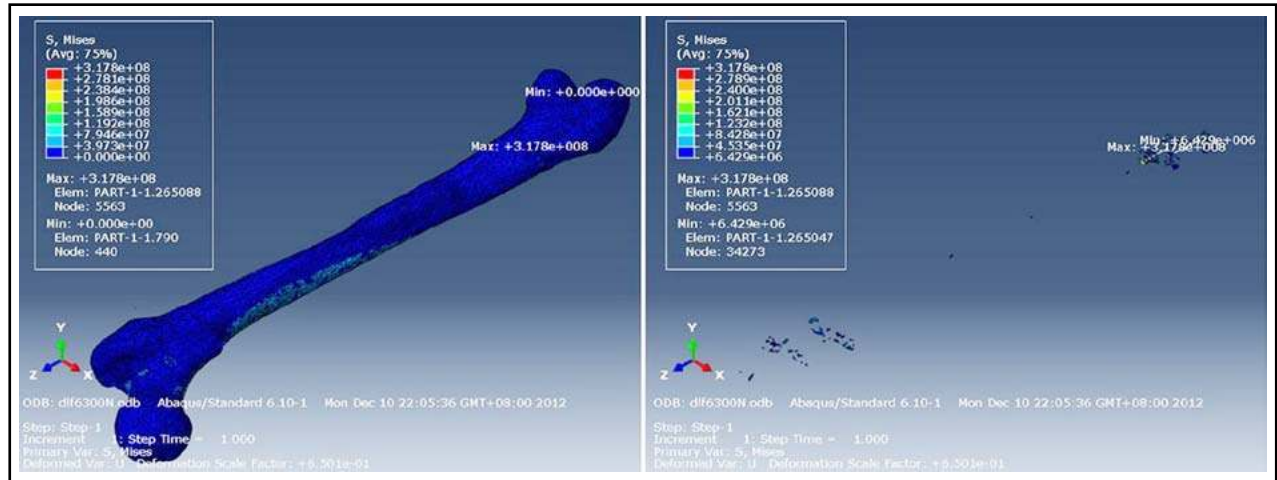 S, Mises
(Avg: 75%)
+3.178e+08
+2.781e+08
+2.384e+08
+1.986e+08
+1.589e+08
+1.192e+08
+7.946e+07
+3.973e+07
+0.000e+00
Max: +3.178e+08
Elem: PART-1-1.265088
Node: 5563
Min: +0.000e+00
Elem: PART-1-1.790
Node: 440
Min: +0.000e+000
Max: +3.178e+008
Y
Z
X
ODB: dlf6300N.odb Abaqus/Standard 6.10-1 Mon Dec 10 22:05:36 GMT+08:00 2012
Step: Step-1
Increment 1: Step Time = 1.000
Primary Var: S, Mises
Deformed Var: U Deformation Scale Factor: +6.501e-01
S, Mises
(Avg: 75%)
+3.178e+08
+2.789e+08
+2.400e+08
+2.011e+08
+1.621e+08
+1.232e+08
+8.428e+07
+4.535e+07
+6.429e+06
Max: +3.178e+08
Elem: PART-1-1.265088
Node: 5563
Min: +6.429e+06
Elem: PART-1-1.265047
Node: 34273
Min: +6.429e+006
Max: +3.178e+008
Y
Z
X
ODB: dlf6300N.odb Abaqus/Standard 6.10-1 Mon Dec 10 22:05:36 GMT+08:00 2012
Step: Step-1
Increment 1: Step Time = 1.000
Primary Var: S, Mises
Deformed Var: U Deformation Scale Factor: +6.501e-01